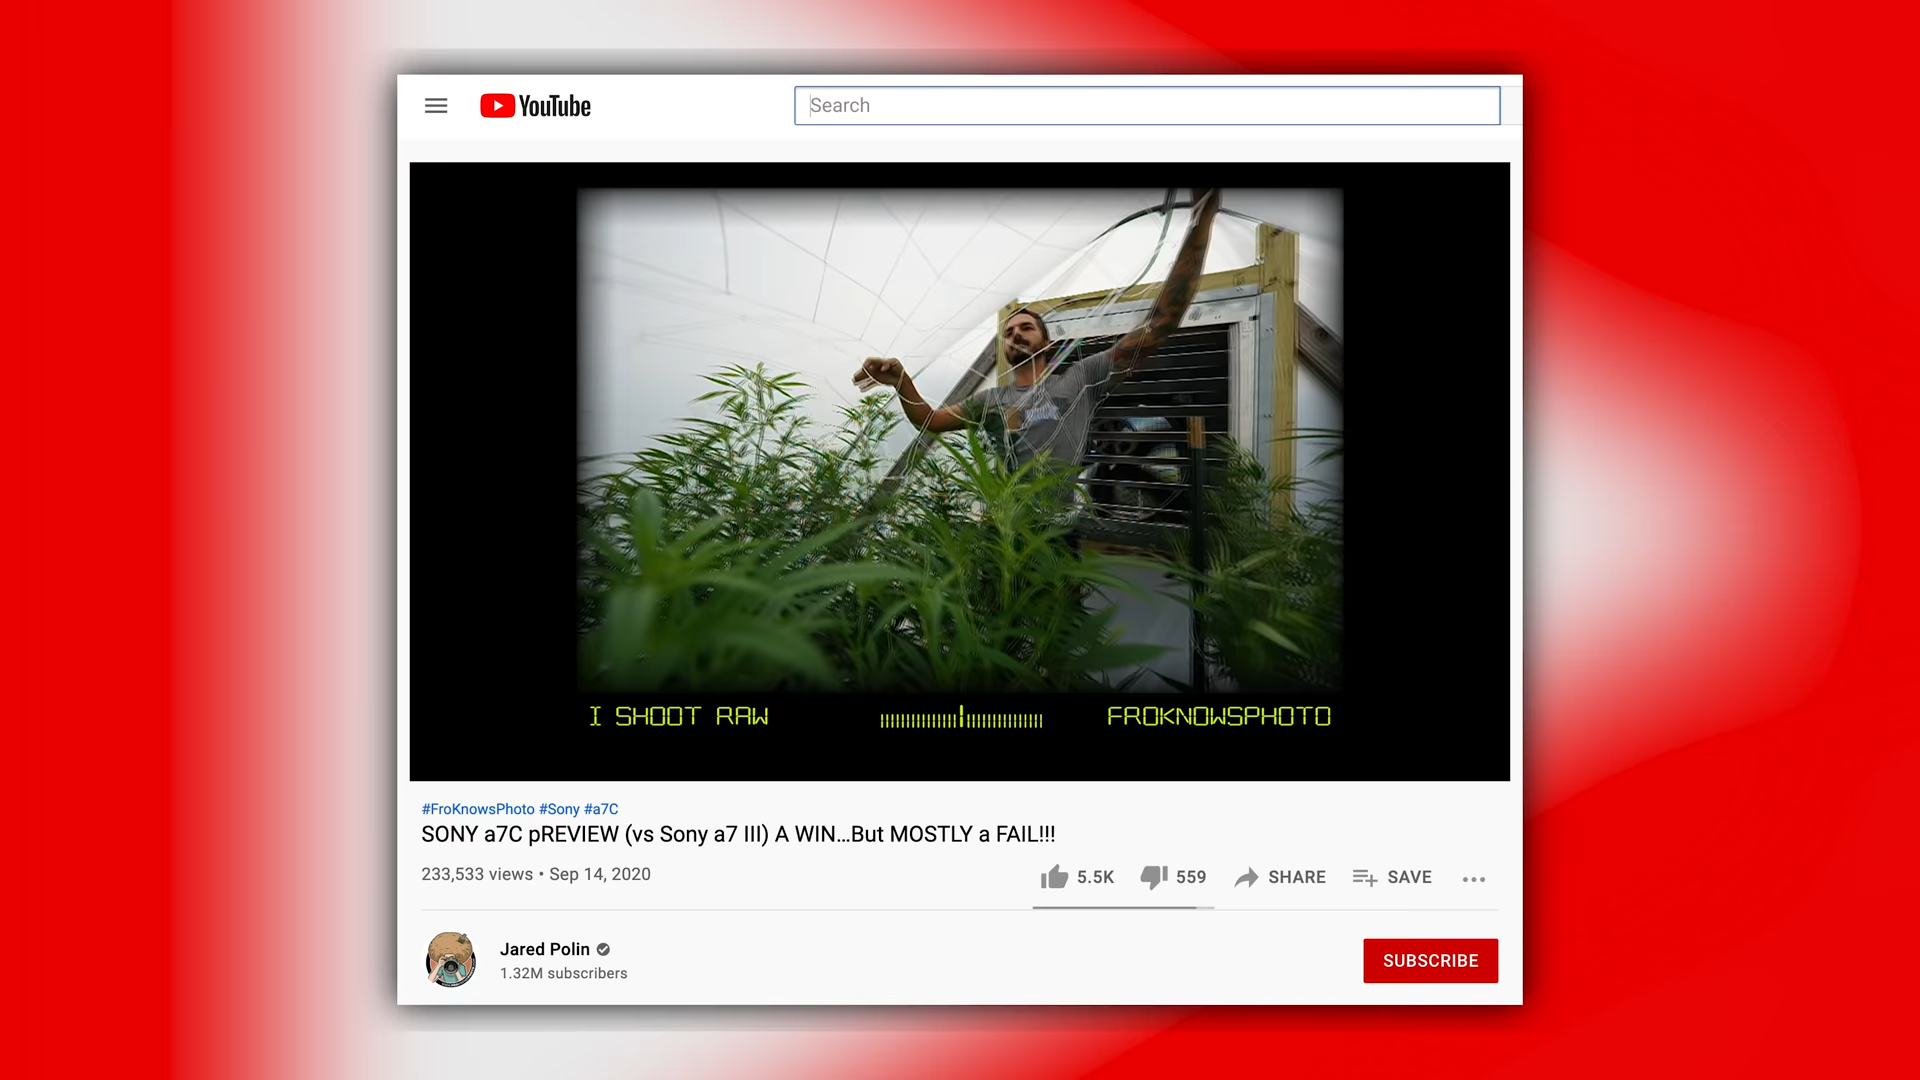 YouTube
Search
I SHOOT RAW
FROKNOWSPHOTO
#FroKnowsPhoto #Sony #a7C
SONY a7C pREVIEW (vs Sony a7 III) A WIN...But MOSTLY a FAIL!!!
233,533 views • Sep 14, 2020
5.5K
559
SHARE
SAVE
Jared Polin
1.32M subscribers
SUBSCRIBE